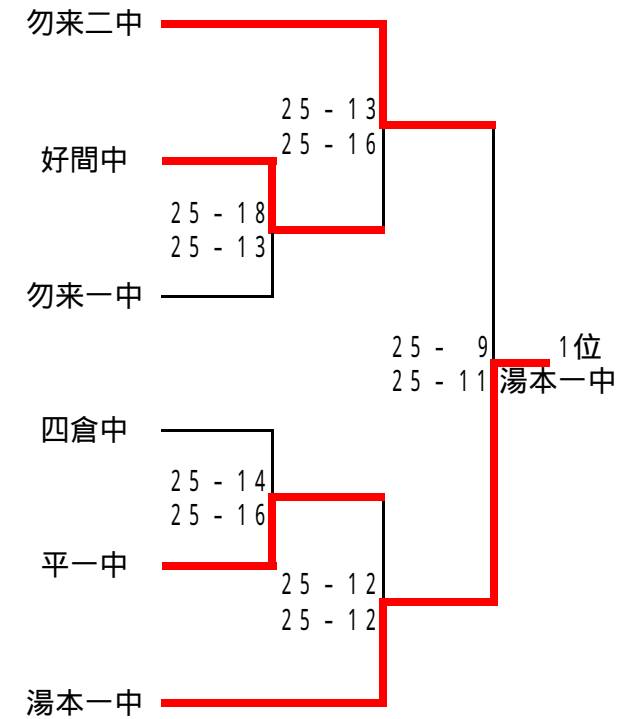 勿来二中
25-13
25-16
好間中
25-18
25-13
勿来一中
25- 9 1位
25-11 湯本一中
四倉中
25-14
25-16
平一中
25-12
25-12
湯本一中